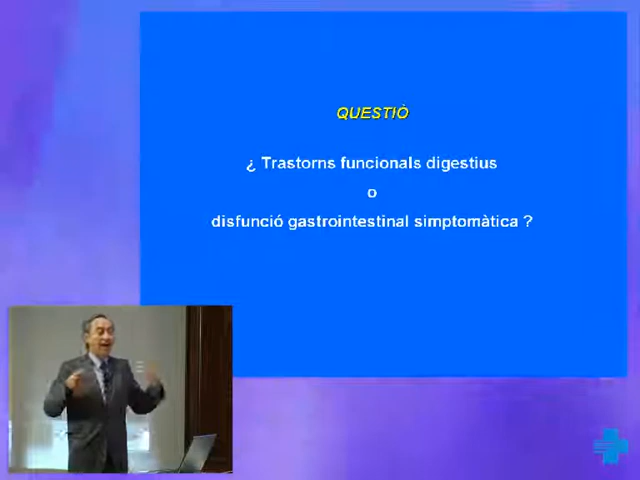 QUESTIÓ
¿ Trastorns funcionals digestius
o
disfunció gastrointestinal simptomàtica ?